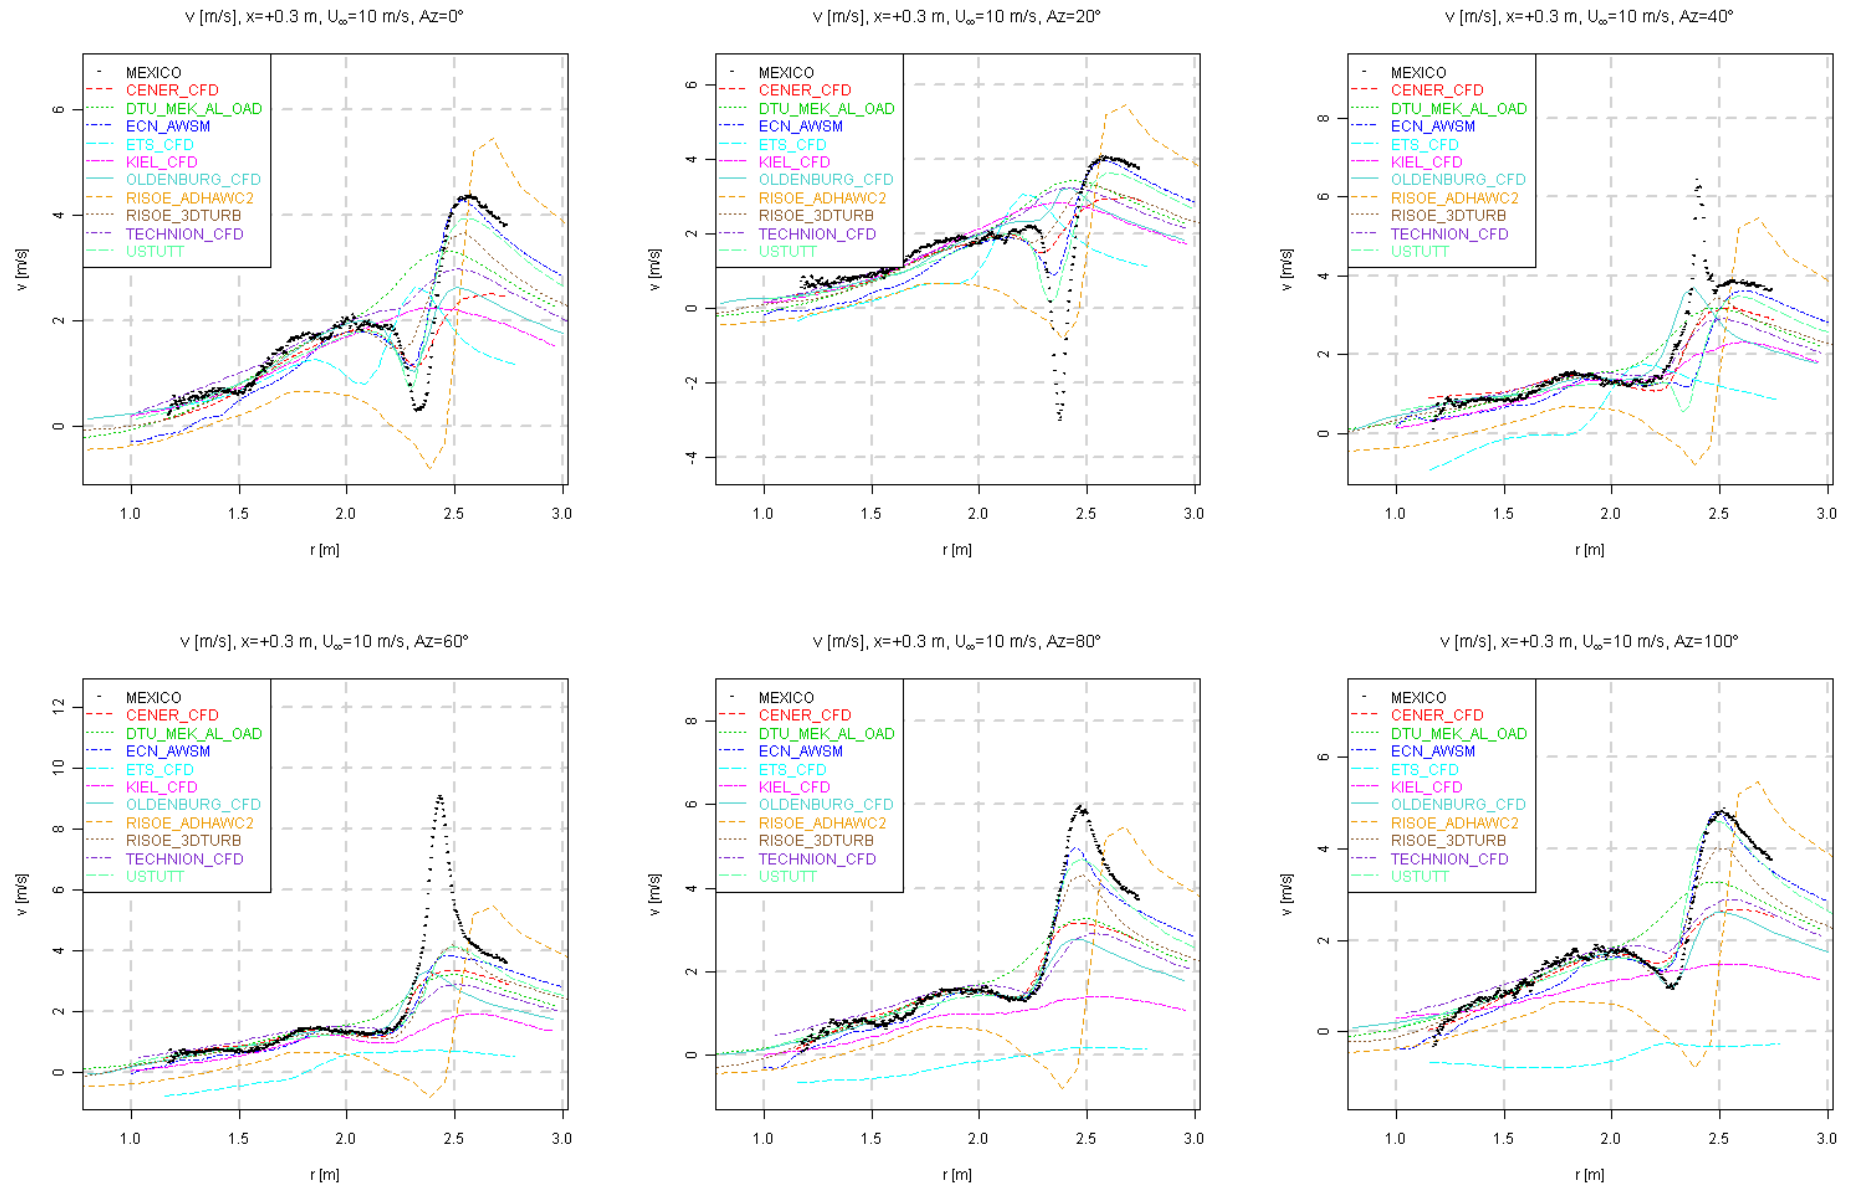 v [m/s], x=+0.3 m, U∞=10 m/s, Az=0°
MEXICO
CENER_CFD
DTU_MEK_AL_OAD
ECN_AWSM
ETS_CFD
KIEL_CFD
OLDENBURG_CFD
RISOE_ADHAWC2
RISOE_3DTURB
TECHNION_CFD
USTUTT
v [m/s]
6
4
2
0
1.0 1.5 2.0 2.5 3.0
r [m]
v [m/s], x=+0.3 m, U∞=10 m/s, Az=20°
MEXICO
CENER_CFD
DTU_MEK_AL_OAD
ECN_AWSM
ETS_CFD
KIEL_CFD
OLDENBURG_CFD
RISOE_ADHAWC2
RISOE_3DTURB
TECHNION_CFD
USTUTT
v [m/s]
6
4
2
0
-2
-4
1.0 1.5 2.0 2.5 3.0
r [m]
v [m/s], x=+0.3 m, U∞=10 m/s, Az=40°
MEXICO
CENER_CFD
DTU_MEK_AL_OAD
ECN_AWSM
ETS_CFD
KIEL_CFD
OLDENBURG_CFD
RISOE_ADHAWC2
RISOE_3DTURB
TECHNION_CFD
USTUTT
v [m/s]
8
6
4
2
0
1.0 1.5 2.0 2.5 3.0
r [m]
v [m/s], x=+0.3 m, U∞=10 m/s, Az=60°
MEXICO
CENER_CFD
DTU_MEK_AL_OAD
ECN_AWSM
ETS_CFD
KIEL_CFD
OLDENBURG_CFD
RISOE_ADHAWC2
RISOE_3DTURB
TECHNION_CFD
USTUTT
v [m/s]
12
10
8
6
4
2
0
1.0 1.5 2.0 2.5 3.0
r [m]
v [m/s], x=+0.3 m, U∞=10 m/s, Az=80°
MEXICO
CENER_CFD
DTU_MEK_AL_OAD
ECN_AWSM
ETS_CFD
KIEL_CFD
OLDENBURG_CFD
RISOE_ADHAWC2
RISOE_3DTURB
TECHNION_CFD
USTUTT
v [m/s]
8
6
4
2
0
1.0 1.5 2.0 2.5 3.0
r [m]
v [m/s], x=+0.3 m, U∞=10 m/s, Az=100°
MEXICO
CENER_CFD
DTU_MEK_AL_OAD
ECN_AWSM
ETS_CFD
KIEL_CFD
OLDENBURG_CFD
RISOE_ADHAWC2
RISOE_3DTURB
TECHNION_CFD
USTUTT
v [m/s]
6
4
2
0
1.0 1.5 2.0 2.5 3.0
r [m]